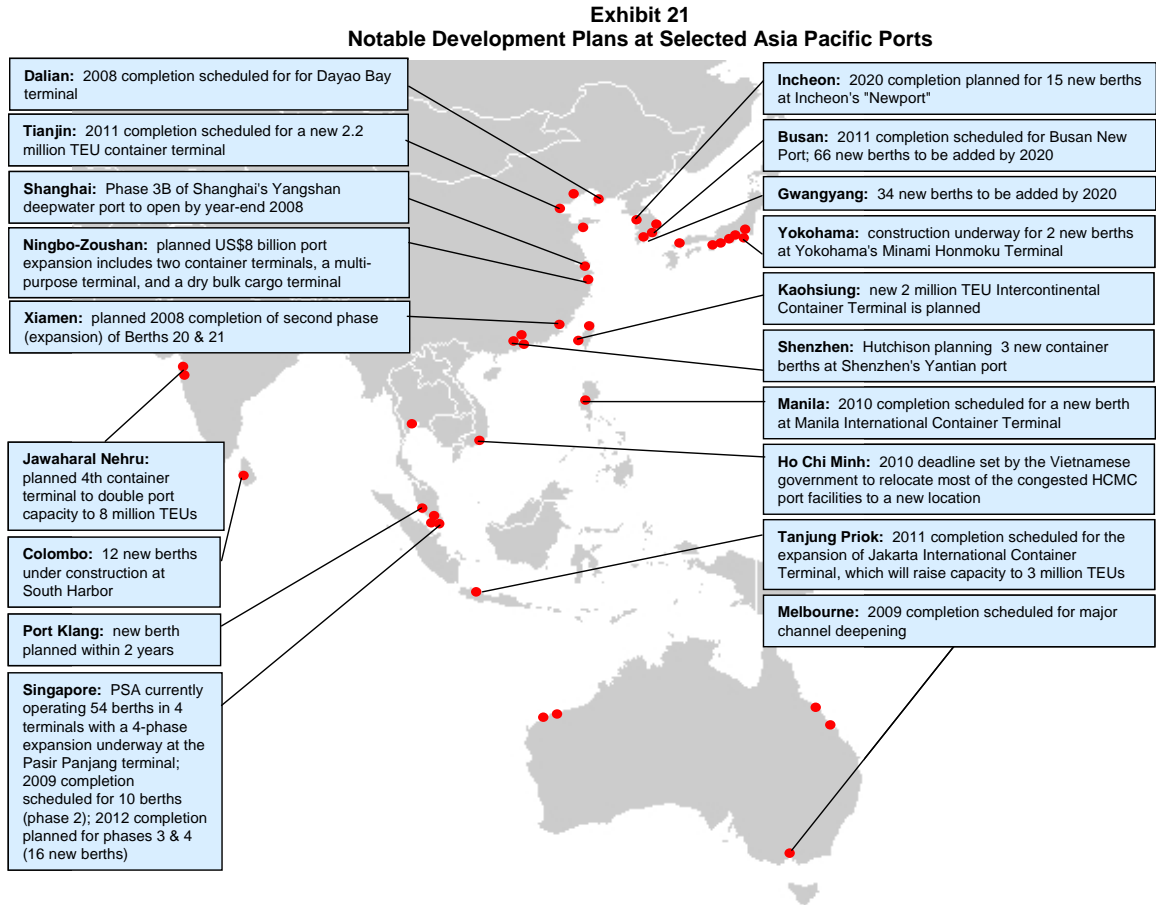 Exhibit 21
Notable Development Plans at Selected Asia Pacific Ports
Dalian: 2008 completion scheduled for for Dayao Bay
terminal
Tianjin: 2011 completion scheduled for a new 2.2
million TEU container terminal
Shanghai: Phase 3B of Shanghai's Yangshan
deepwater port to open by year-end 2008
Ningbo-Zoushan: planned US$8 billion port
expansion includes two container terminals, a multi-
purpose terminal, and a dry bulk cargo terminal
Xiamen: planned 2008 completion of second phase
(expansion) of Berths 20 & 21
Jawaharal Nehru:
planned 4th container
terminal to double port
capacity to 8 million TEUs
Colombo: 12 new berths
under construction at
South Harbor
Port Klang: new berth
planned within 2 years
Singapore: PSA currently
operating 54 berths in 4
terminals with a 4-phase
expansion underway at the
Pasir Panjang terminal;
2009 completion
scheduled for 10 berths
(phase 2); 2012 completion
planned for phases 3 & 4
(16 new berths)
Incheon: 2020 completion planned for 15 new berths
at Incheon's "Newport"
Busan: 2011 completion scheduled for Busan New
Port; 66 new berths to be added by 2020
Gwangyang: 34 new berths to be added by 2020
Yokohama: construction underway for 2 new berths
at Yokohama's Minami Honmoku Terminal
Kaohsiung: new 2 million TEU Intercontinental
Container Terminal is planned
Shenzhen: Hutchison planning 3 new container
berths at Shenzhen's Yantian port
Manila: 2010 completion scheduled for a new berth
at Manila International Container Terminal
Ho Chi Minh: 2010 deadline set by the Vietnamese
government to relocate most of the congested HCMC
port facilities to a new location
Tanjung Priok: 2011 completion scheduled for the
expansion of Jakarta International Container
Terminal, which will raise capacity to 3 million TEUs
Melbourne: 2009 completion scheduled for major
channel deepening